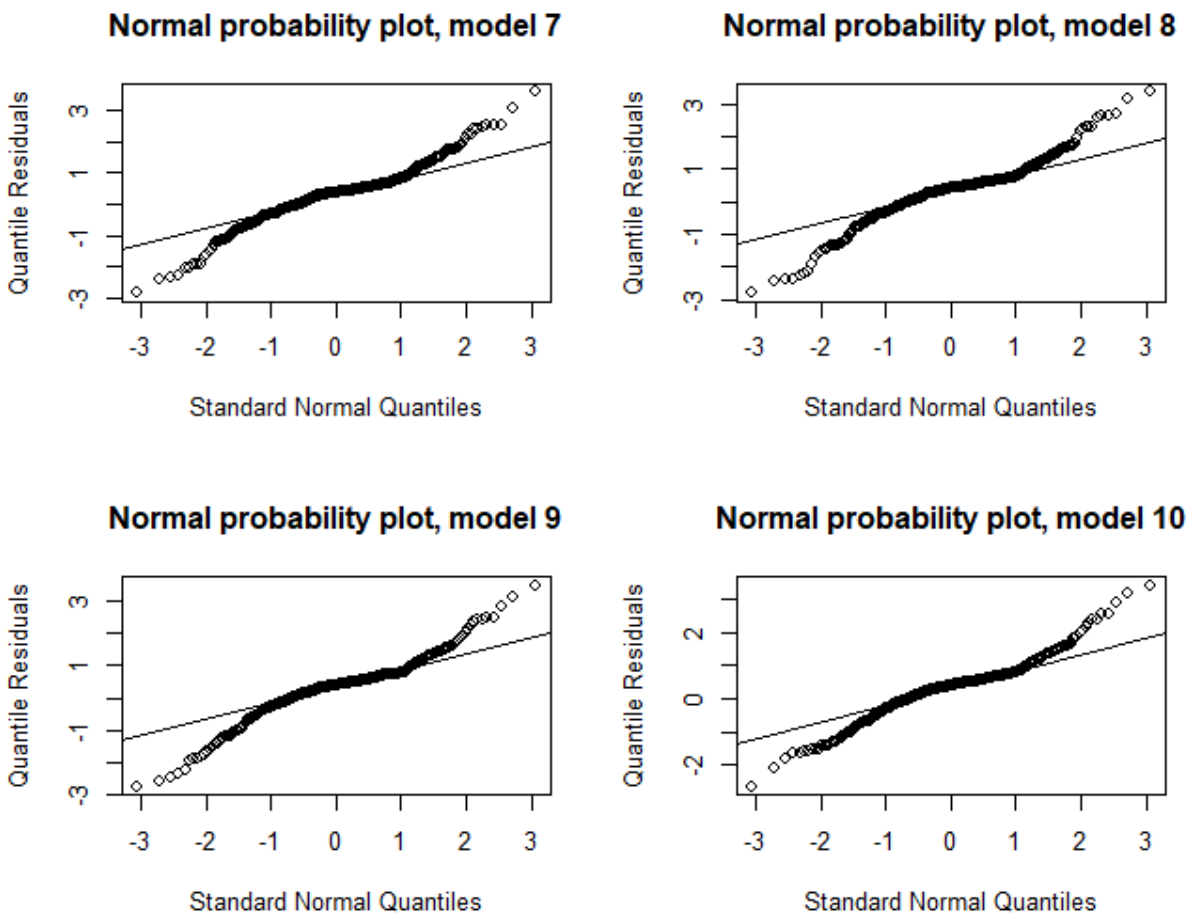 Normal probability plot, model 7
Quantile Residuals
3
1
-1
-3
-3 -2 -1 0 1 2 3
Standard Normal Quantiles
Normal probability plot, model 8
Quantile Residuals
3
1
-1
-3
-3 -2 -1 0 1 2 3
Standard Normal Quantiles
Normal probability plot, model 9
Quantile Residuals
3
1
-1
-3
-3 -2 -1 0 1 2 3
Standard Normal Quantiles
Normal probability plot, model 10
Quantile Residuals
2
0
-2
-3 -2 -1 0 1 2 3
Standard Normal Quantiles